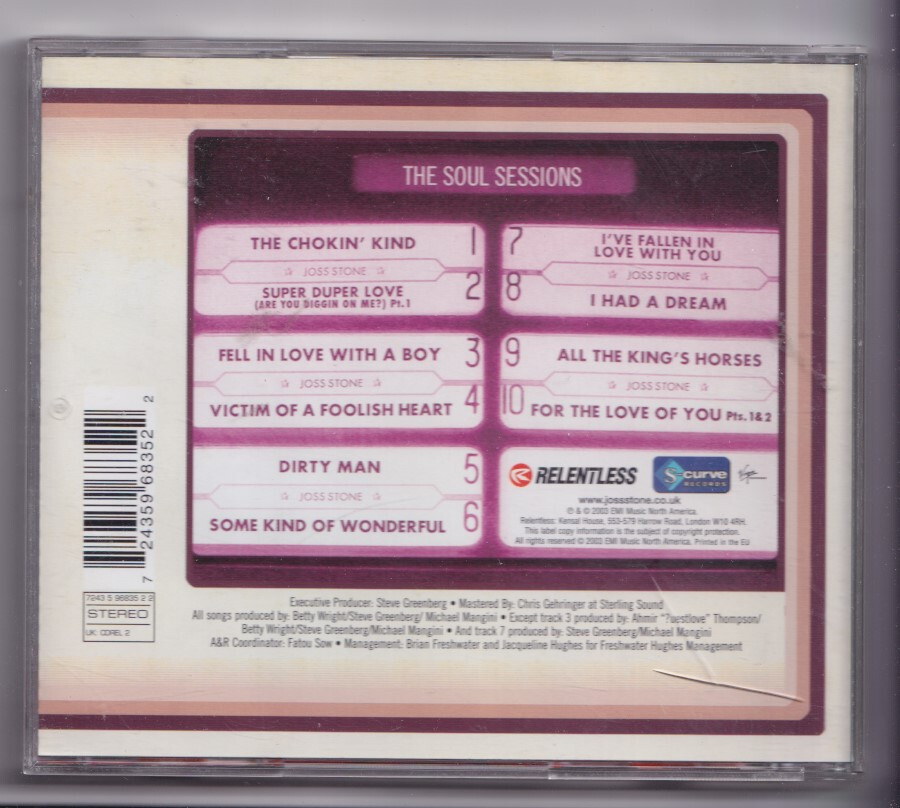 THE SOUL SESSIONS
THE CHOKIN' KIND 1
☆ JOSS STONE ☆
SUPER DUPER LOVE 2
(ARE YOU DIGGIN ON ME?) Pt.1
FELL IN LOVE WITH A BOY 3
☆ JOSS STONE ☆
VICTIM OF A FOOLISH HEART 4
DIRTY MAN 5
☆ JOSS STONE ☆
SOME KIND OF WONDERFUL 6
7 I'VE FALLEN IN
LOVE WITH YOU
☆ JOSS STONE ☆
8 I HAD A DREAM
9 ALL THE KING'S HORSES
☆ JOSS STONE ☆
10 FOR THE LOVE OF YOU Pts. 1&2
R RELENTLESS
S-curve
RECORDS
Virgin
www.jossstone.co.uk
℗ & © 2003 EMI Music North America.
Relentless: Kensal House, 553-579 Harrow Road, London W10 4RH.
This label copy information is the subject of copyright protection.
All rights reserved © 2003 EMI Music North America. Printed in the EU
7 24359 68352 2
7243 5 96835 2 2
STEREO
UK: CDREL 2
Executive Producer: Steve Greenberg • Mastered By: Chris Gehringer at Sterling Sound
All songs produced by: Betty Wright/Steve Greenberg/ Michael Mangini • Except track 3 produced by: Ahmir "?uestlove" Thompson/
Betty Wright/Steve Greenberg/Michael Mangini • And track 7 produced by: Steve Greenberg/Michael Mangini
A&R Coordinator: Fatou Sow • Management: Brian Freshwater and Jacqueline Hughes for Freshwater Hughes Management